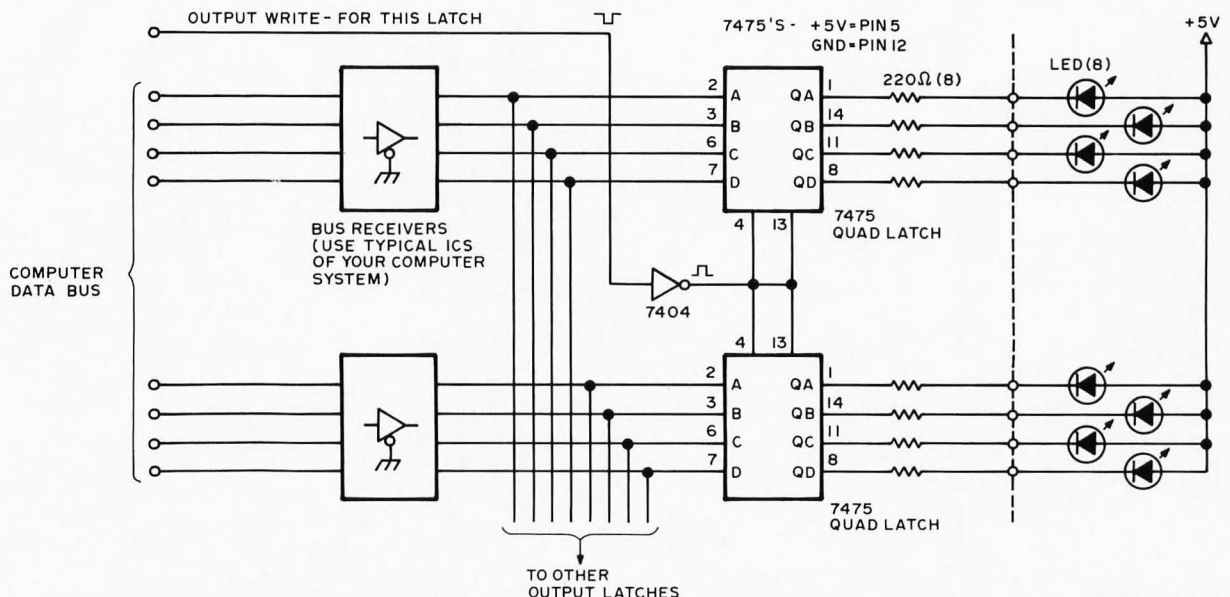 OUTPUT WRITE - FOR THIS LATCH
7475'S - +5V=PIN 5
GND=PIN 12
+5V
LED(8)
220Ω(8)
2 A QA 1
3 B QB 14
6 C QC 11
7 D QD 8
4 13
7475
QUAD LATCH
BUS RECEIVERS
(USE TYPICAL ICS
OF YOUR COMPUTER
SYSTEM)
COMPUTER
DATA BUS
7404
4 13
2 A QA 1
3 B QB 14
6 C QC 11
7 D QD 8
7475
QUAD LATCH
TO OTHER
OUTPUT LATCHES